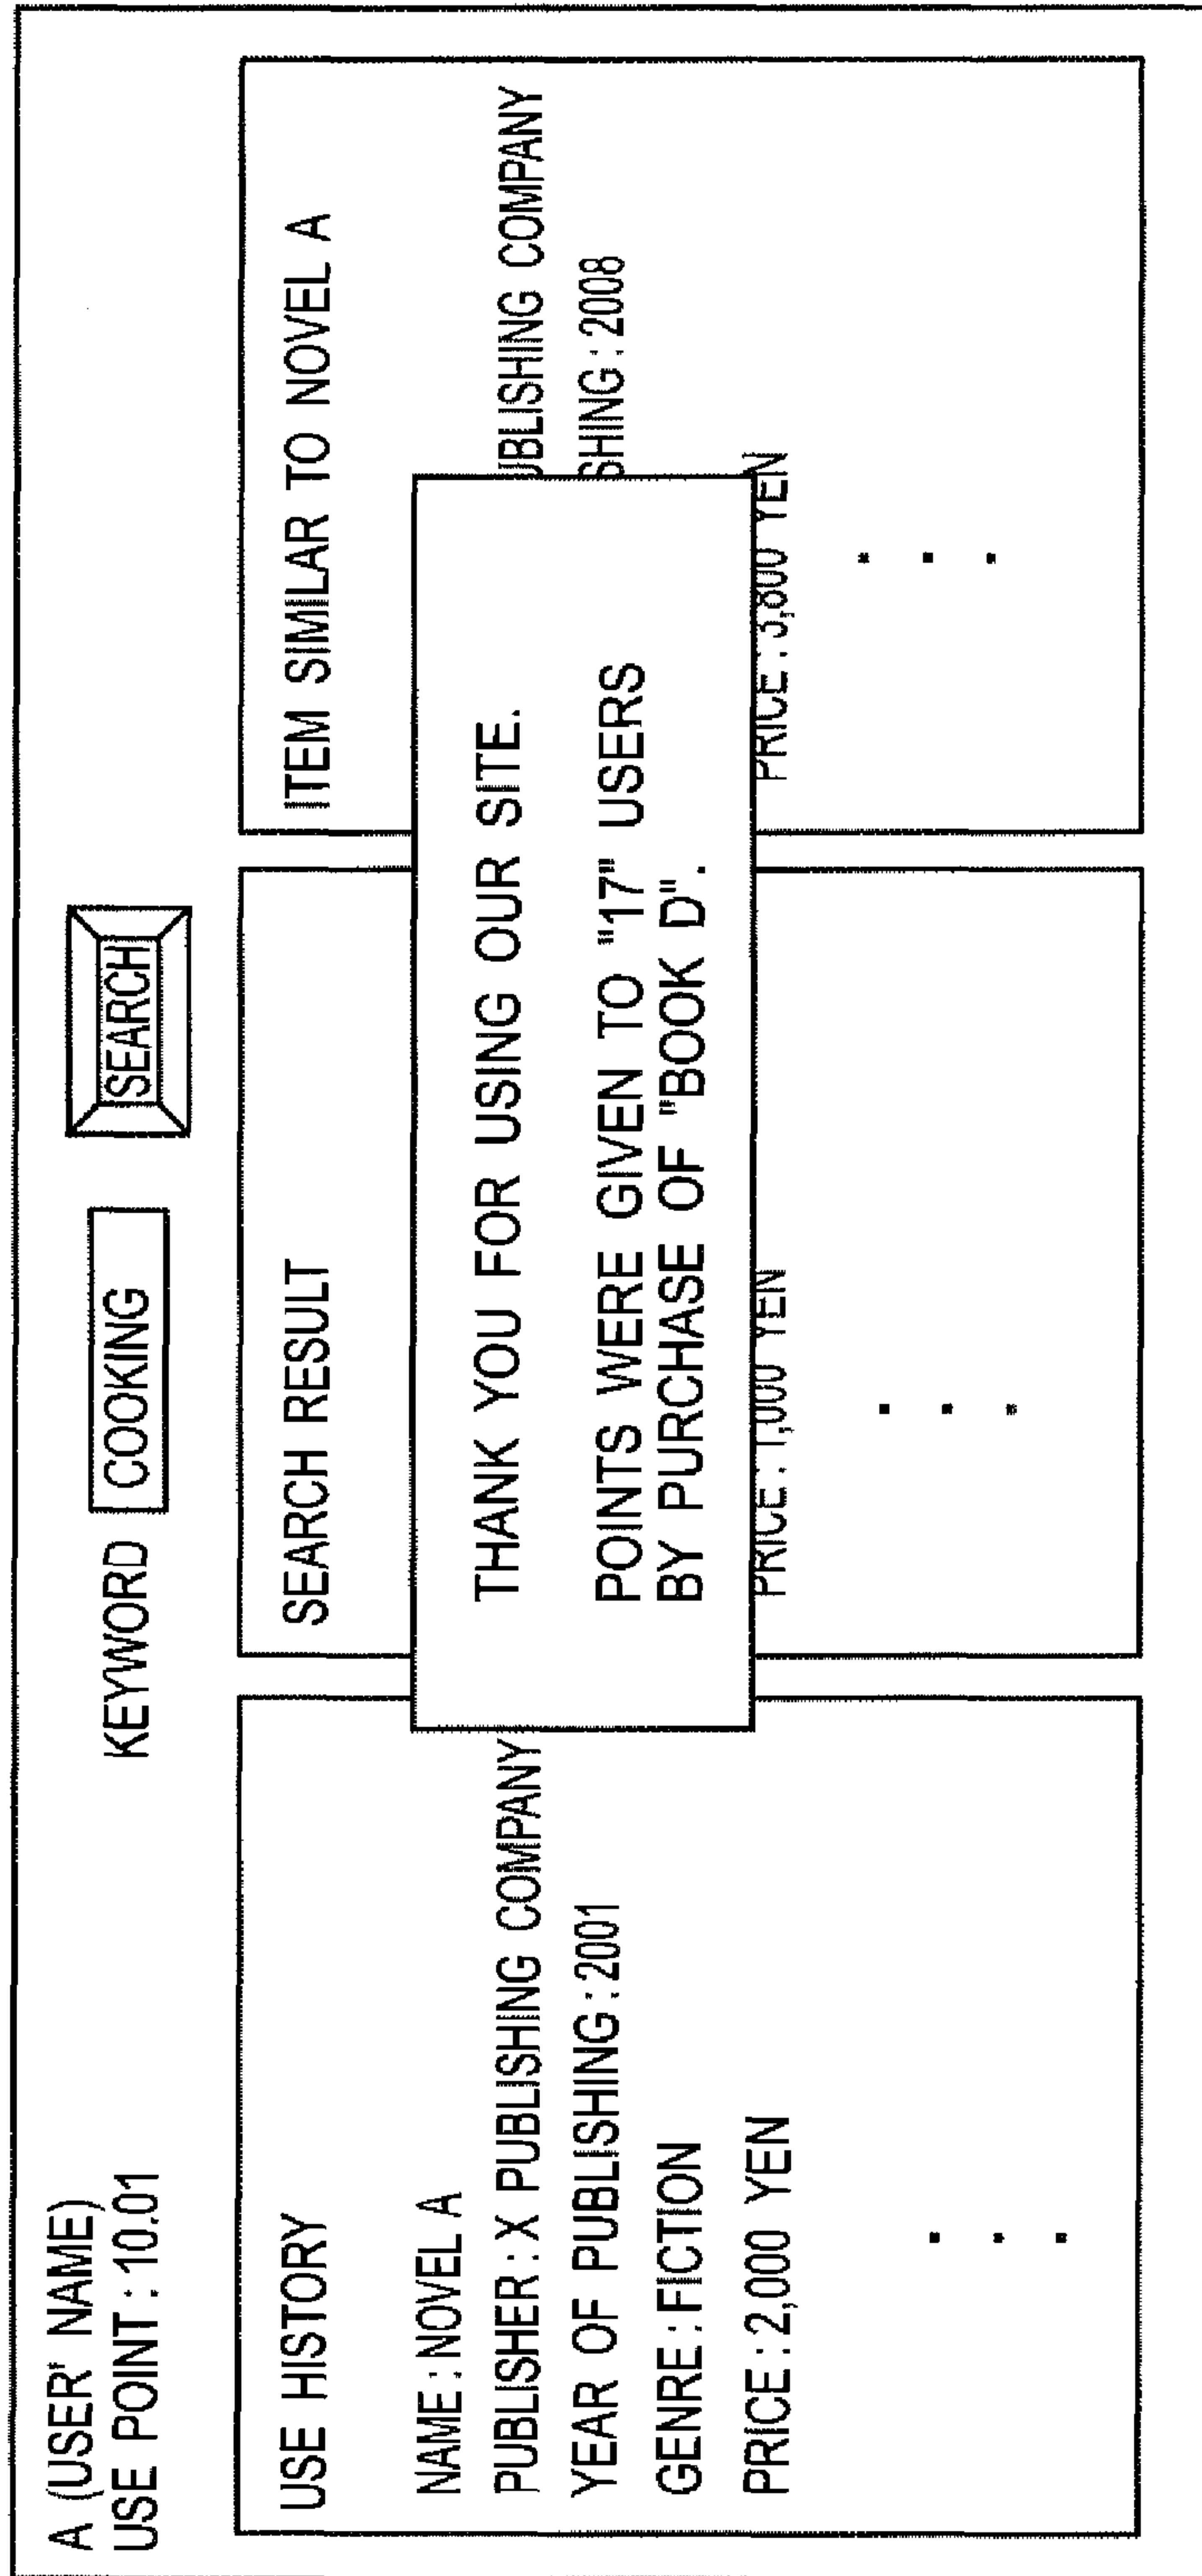 A (USER' NAME)
USE POINT : 10.01
KEYWORD COOKING SEARCH
USE HISTORY
NAME : NOVEL A
PUBLISHER : X PUBLISHING COMPANY
YEAR OF PUBLISHING : 2001
GENRE : FICTION
PRICE : 2,000 YEN
SEARCH RESULT
PRICE : 1,000 YEN
ITEM SIMILAR TO NOVEL A
UBLISHING COMPANY
SHING : 2008
PRICE : 3,800 YEN
THANK YOU FOR USING OUR SITE.
POINTS WERE GIVEN TO "17" USERS
BY PURCHASE OF "BOOK D".